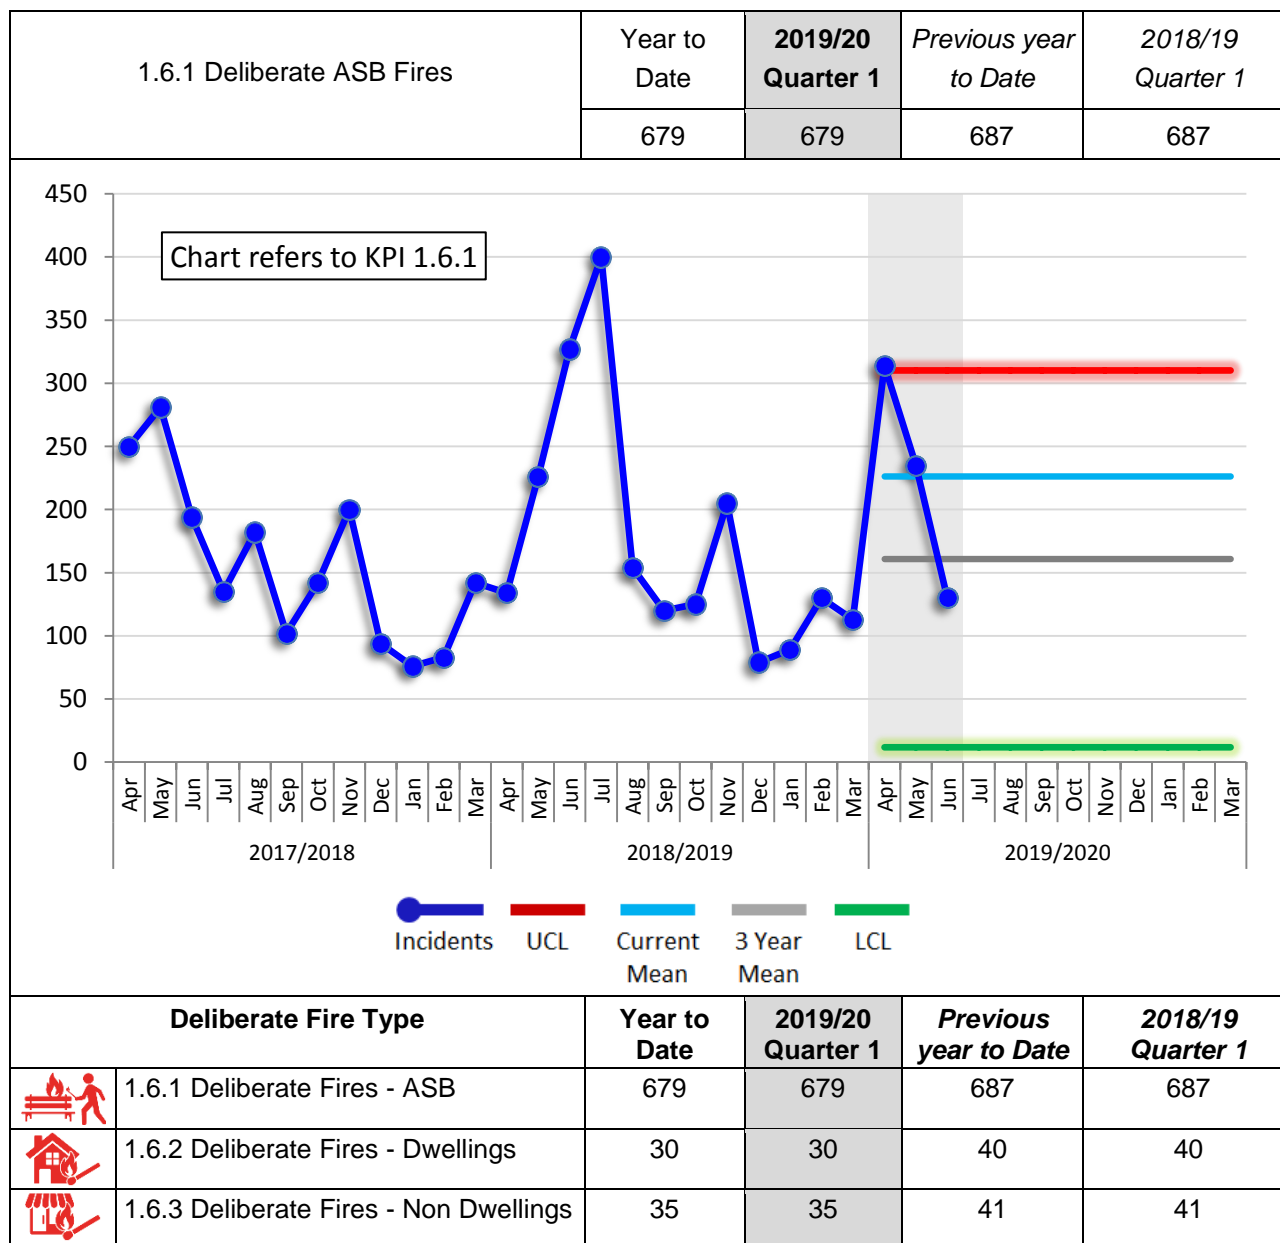 1.6.1 Deliberate ASB Fires
Year to
Date
2019/20
Quarter 1
Previous year
to Date
2018/19
Quarter 1
679
679
687
687
450
400
350
300
250
200
150
100
50
0
Chart refers to KPI 1.6.1
Apr May Jun Jul Aug Sep Oct Nov Dec Jan Feb Mar Apr May Jun Jul Aug Sep Oct Nov Dec Jan Feb Mar Apr May Jun Jul Aug Sep Oct Nov Dec Jan Feb Mar
2017/2018 2018/2019 2019/2020
Incidents
UCL
Current
Mean
3 Year
Mean
LCL
Deliberate Fire Type
Year to
Date
2019/20
Quarter 1
Previous
year to Date
2018/19
Quarter 1
1.6.1 Deliberate Fires - ASB 679 679 687 687
1.6.2 Deliberate Fires - Dwellings 30 30 40 40
1.6.3 Deliberate Fires - Non Dwellings 35 35 41 41